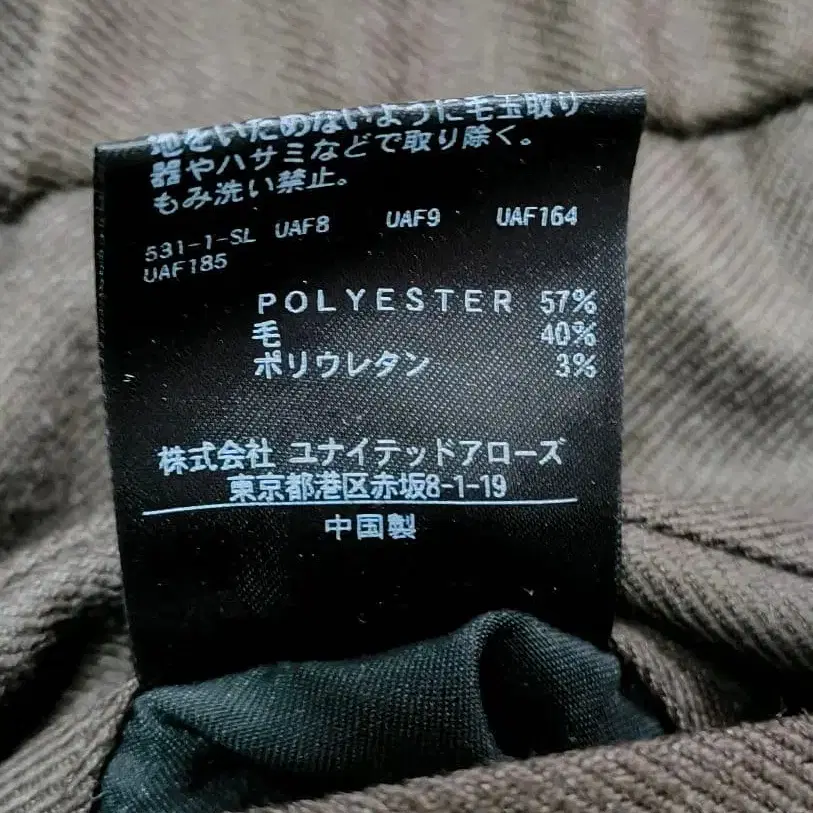 地をいためないように毛玉取り
器やハサミなどで取り除く。
もみ洗い禁止。
531-1-SL UAF8 UAF9 UAF164
UAF185
POLYESTER 57%
毛 40%
ポリウレタン 3%
株式会社 ユナイテッドアローズ
東京都港区赤坂8-1-19
中国製